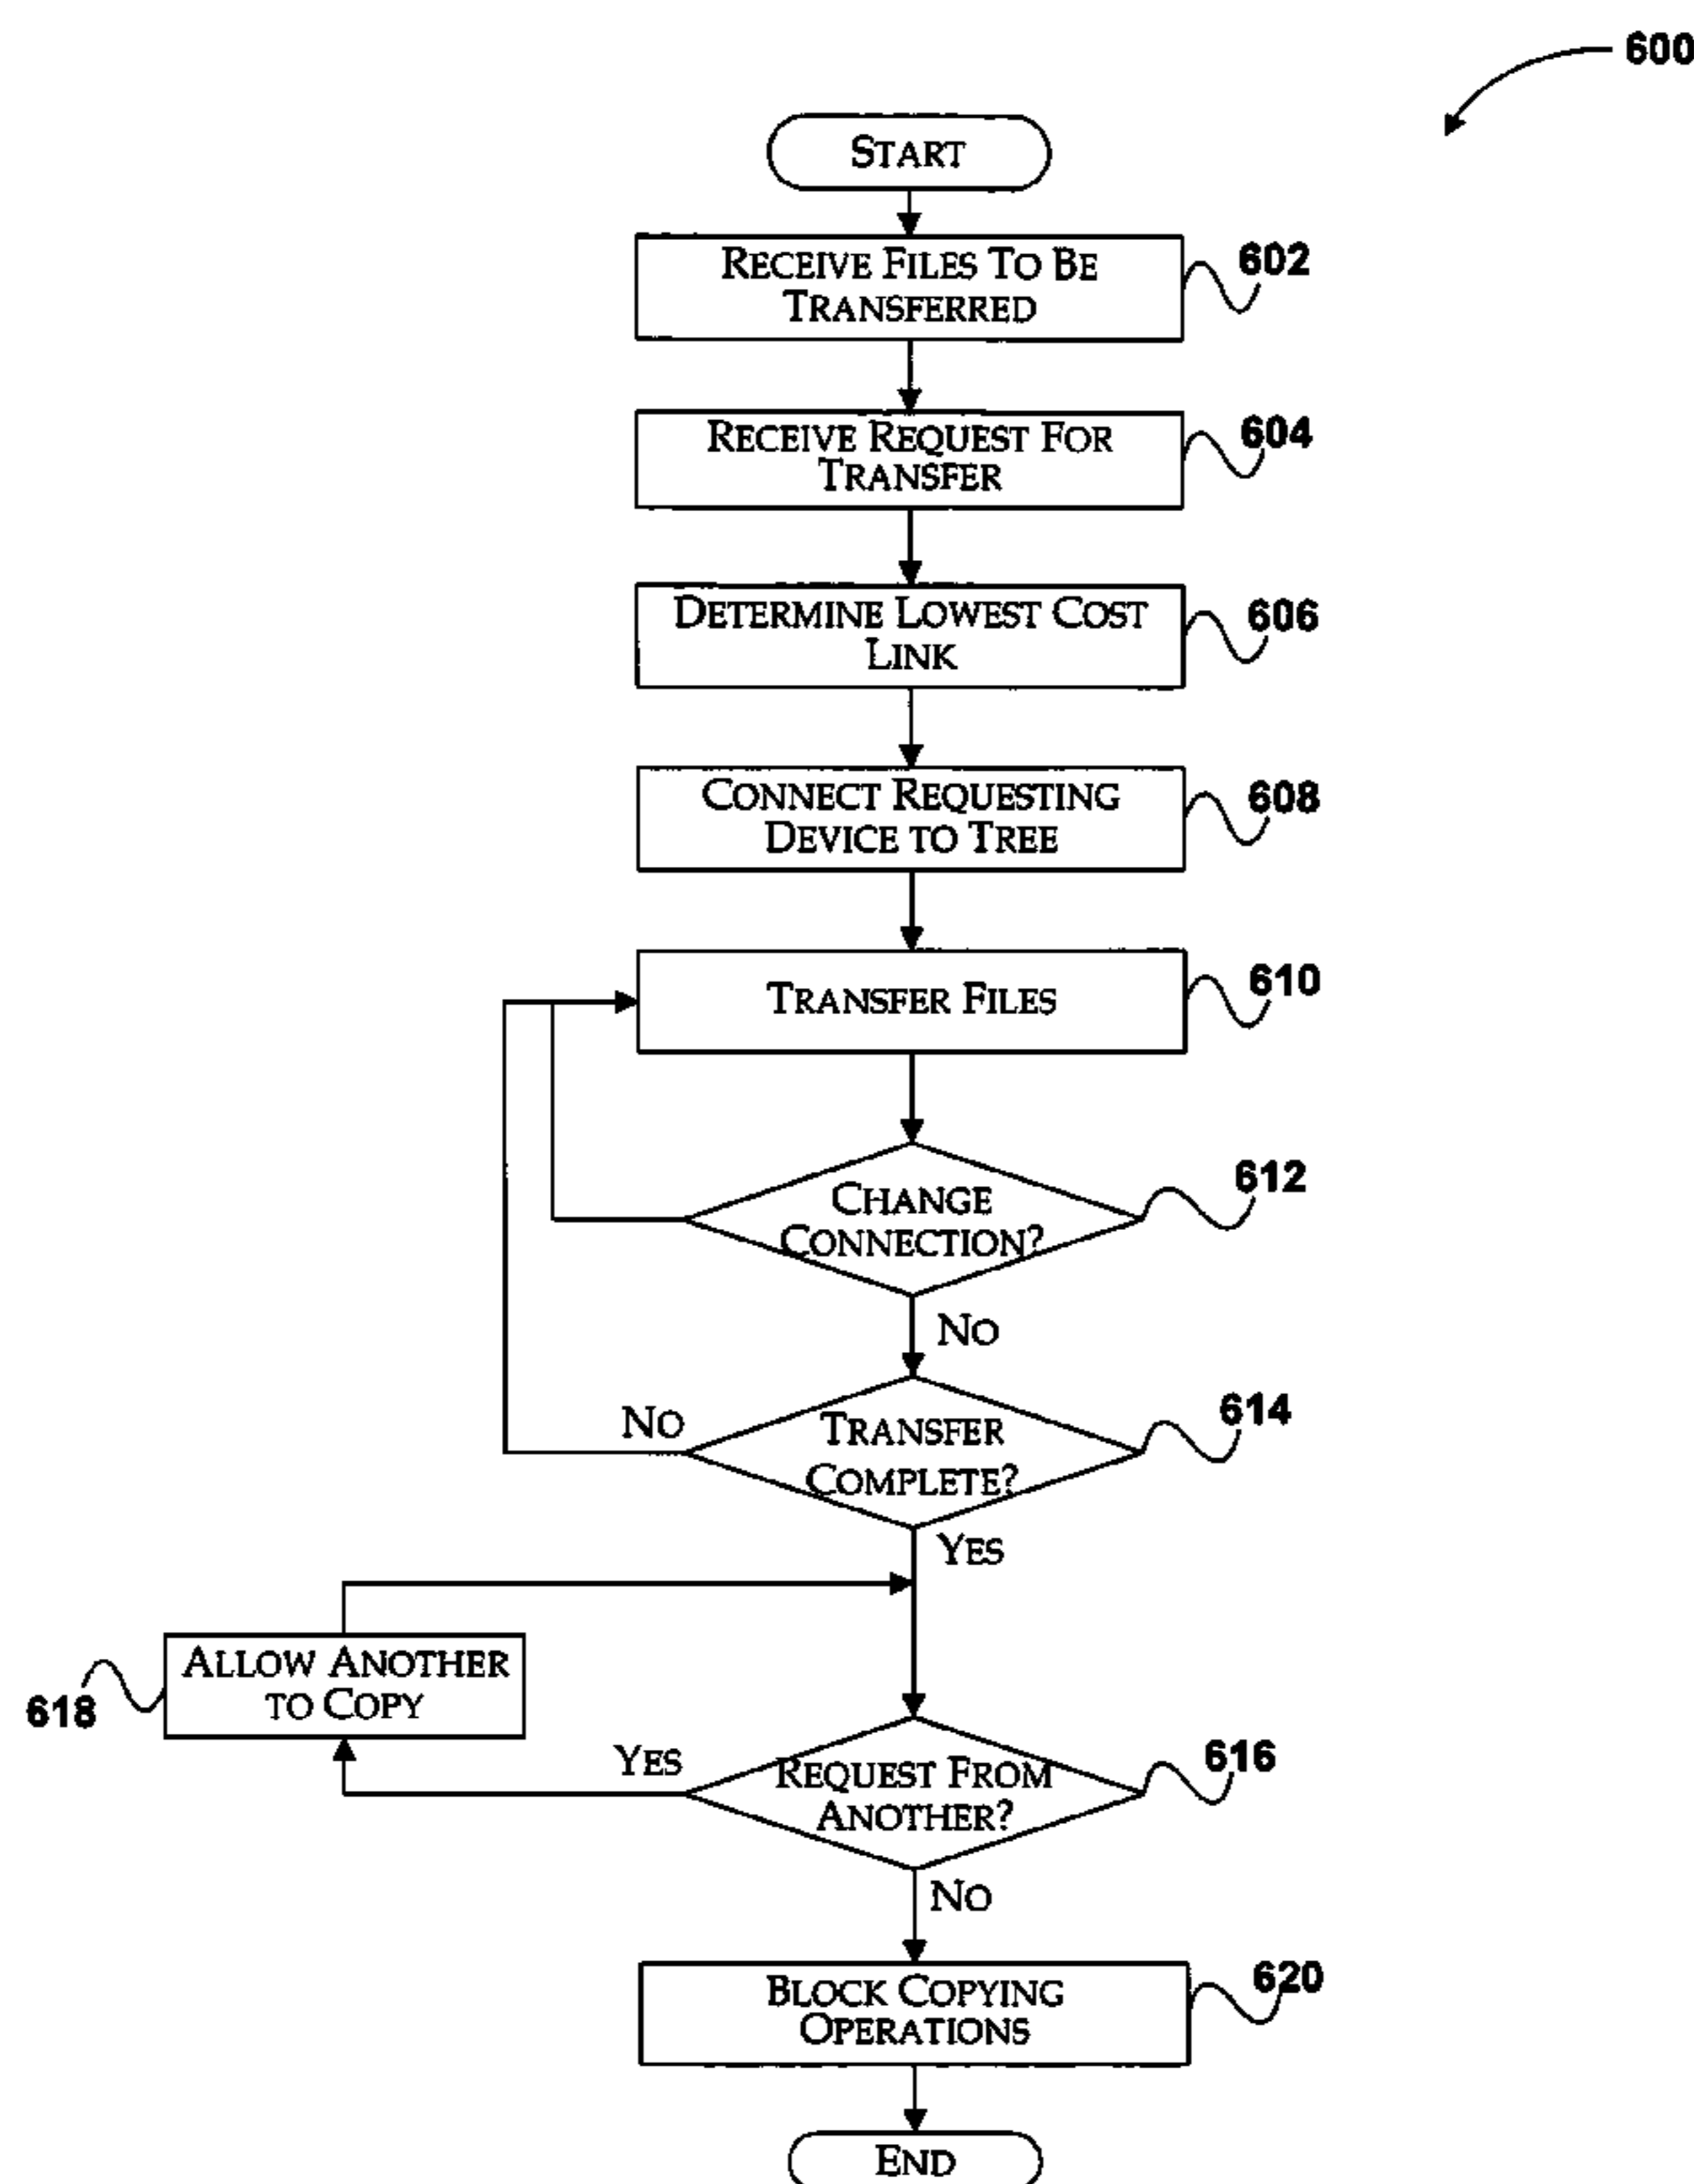 600
START
RECEIVE FILES TO BE
TRANSFERRED
602
RECEIVE REQUEST FOR
TRANSFER
604
DETERMINE LOWEST COST
LINK
606
CONNECT REQUESTING
DEVICE TO TREE
608
TRANSFER FILES
610
CHANGE
CONNECTION?
612
NO
NO
TRANSFER
COMPLETE?
614
YES
ALLOW ANOTHER
TO COPY
618
YES
REQUEST FROM
ANOTHER?
616
NO
BLOCK COPYING
OPERATIONS
620
END